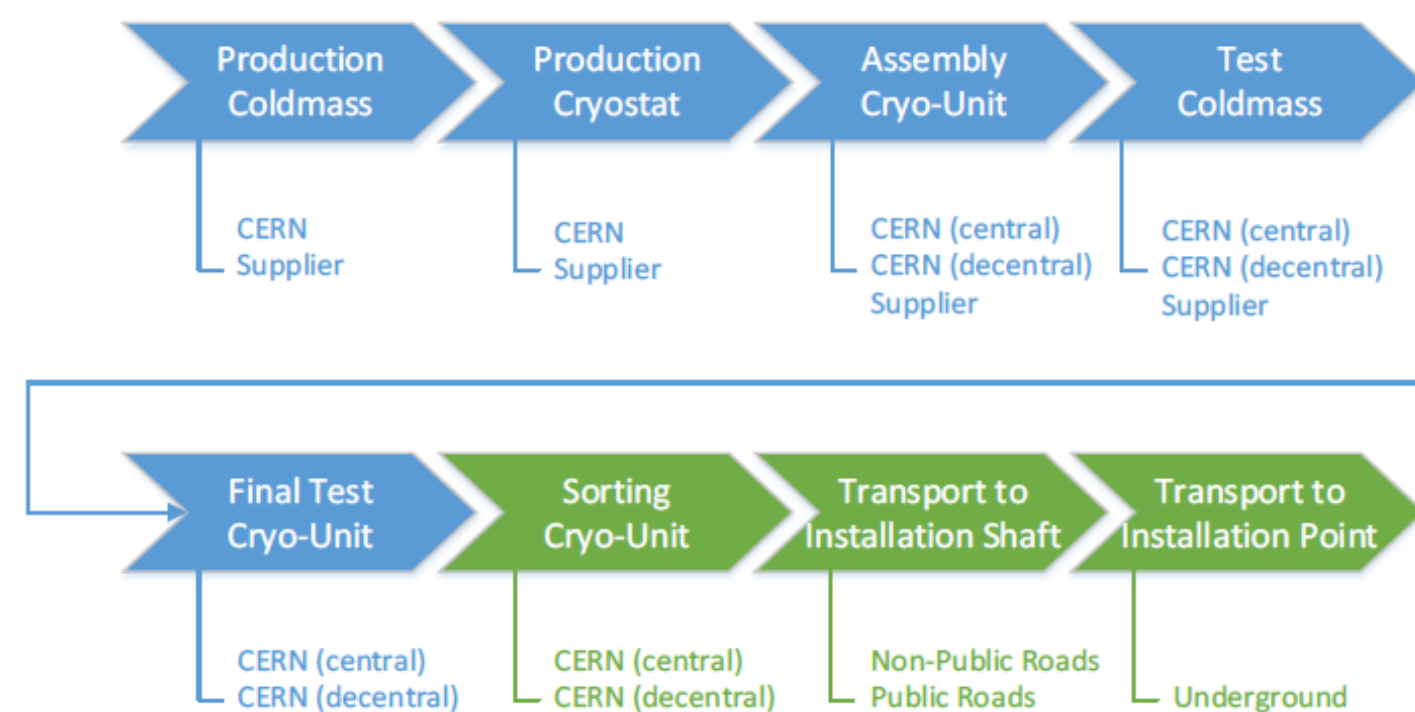 Production
Coldmass
Production
Cryostat
Assembly
Cryo-Unit
Test
Coldmass
CERN
Supplier
CERN
Supplier
CERN (central)
CERN (decentral)
Supplier
CERN (central)
CERN (decentral)
Supplier
Final Test
Cryo-Unit
Sorting
Cryo-Unit
Transport to
Installation Shaft
Transport to
Installation Point
CERN (central)
CERN (decentral)
CERN (central)
CERN (decentral)
Non-Public Roads
Public Roads
Underground